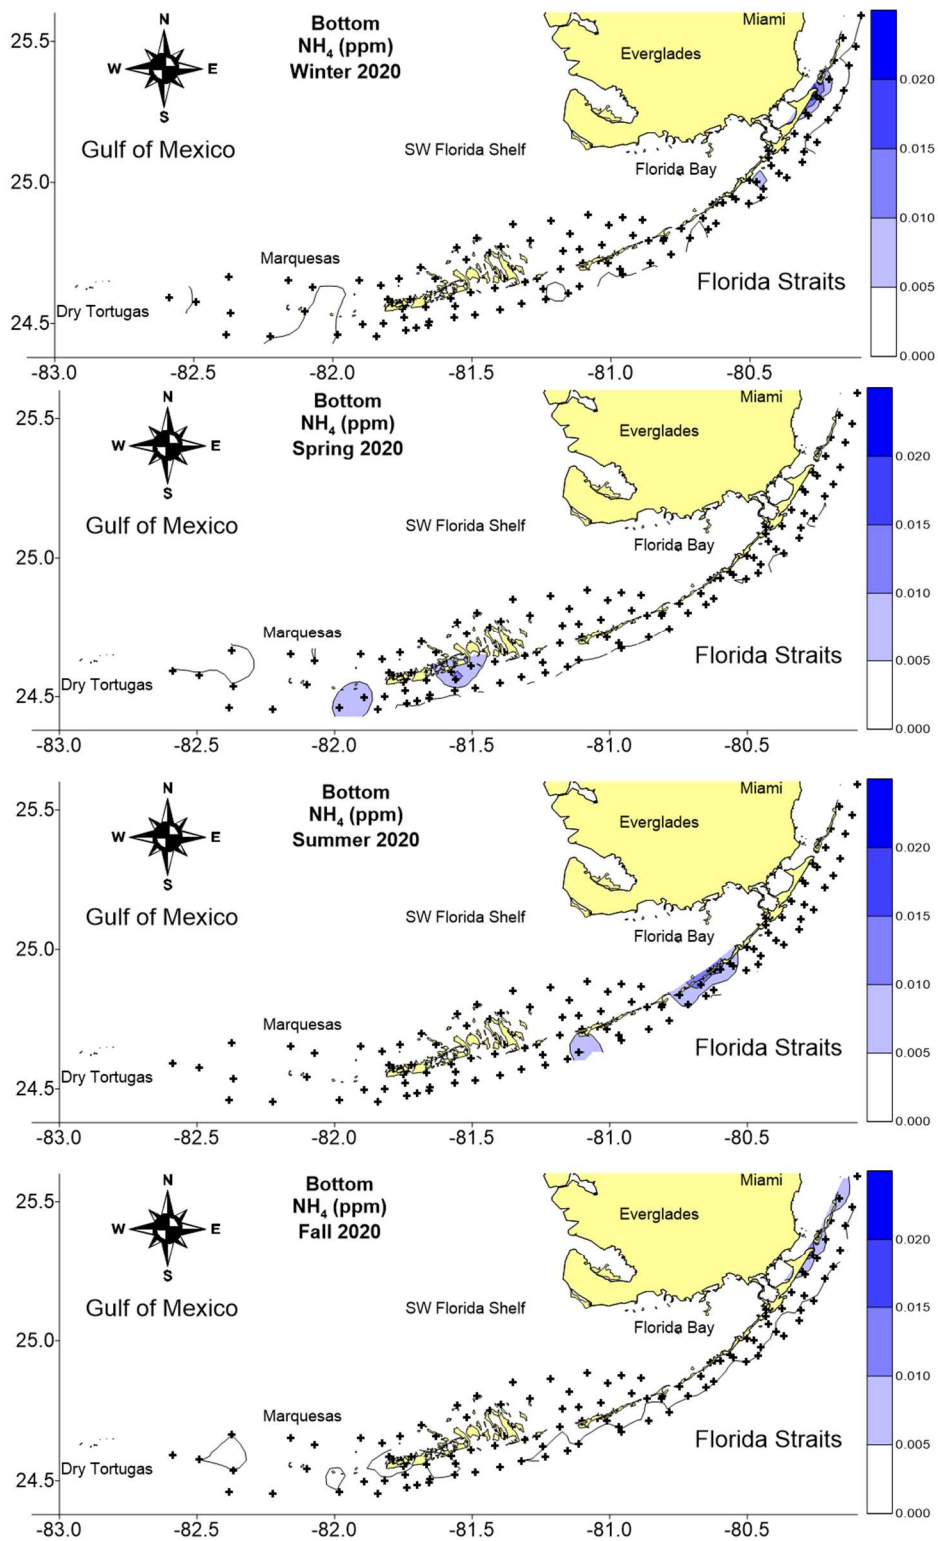 Bottom
NH4 (ppm)
Winter 2020
N
W E
S
Gulf of Mexico
Miami
Everglades
SW Florida Shelf
Florida Bay
Marquesas
Dry Tortugas
Florida Straits
25.5
25.0
24.5
-83.0 -82.5 -82.0 -81.5 -81.0 -80.5
0.020
0.015
0.010
0.005
0.000
Bottom
NH4 (ppm)
Spring 2020
N
W E
S
Gulf of Mexico
Miami
Everglades
SW Florida Shelf
Florida Bay
Marquesas
Dry Tortugas
Florida Straits
25.5
25.0
24.5
-83.0 -82.5 -82.0 -81.5 -81.0 -80.5
0.020
0.015
0.010
0.005
0.000
Bottom
NH4 (ppm)
Summer 2020
N
W E
S
Gulf of Mexico
Miami
Everglades
SW Florida Shelf
Florida Bay
Marquesas
Dry Tortugas
Florida Straits
25.5
25.0
24.5
-83.0 -82.5 -82.0 -81.5 -81.0 -80.5
0.020
0.015
0.010
0.005
0.000
Bottom
NH4 (ppm)
Fall 2020
N
W E
S
Gulf of Mexico
Miami
Everglades
SW Florida Shelf
Florida Bay
Marquesas
Dry Tortugas
Florida Straits
25.5
25.0
24.5
-83.0 -82.5 -82.0 -81.5 -81.0 -80.5
0.020
0.015
0.010
0.005
0.000